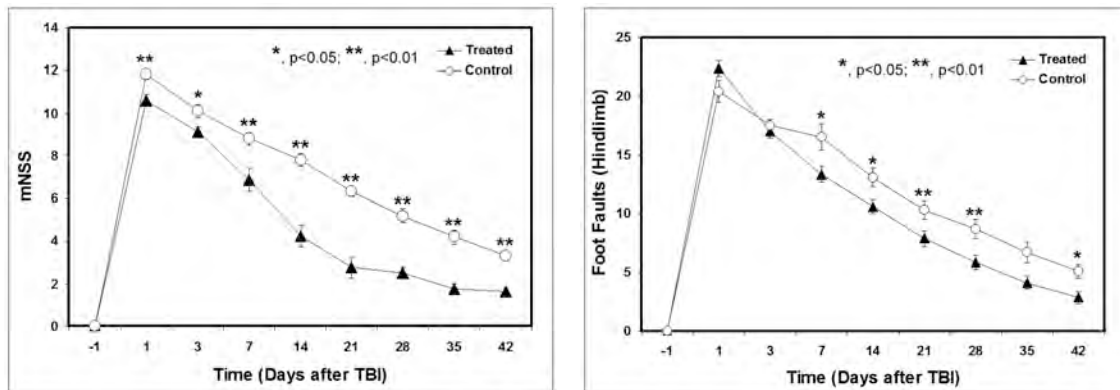 14
12
10
8
6
4
2
0
mNSS
*, p<0.05; **, p<0.01
Treated
Control
**
*
**
**
**
**
**
**
-1 1 3 7 14 21 28 35 42
Time (Days after TBI)
25
20
15
10
5
0
Foot Faults (Hindlimb)
*, p<0.05; **, p<0.01
Treated
Control
*
*
**
**
*
-1 1 3 7 14 21 28 35 42
Time (Days after TBI)